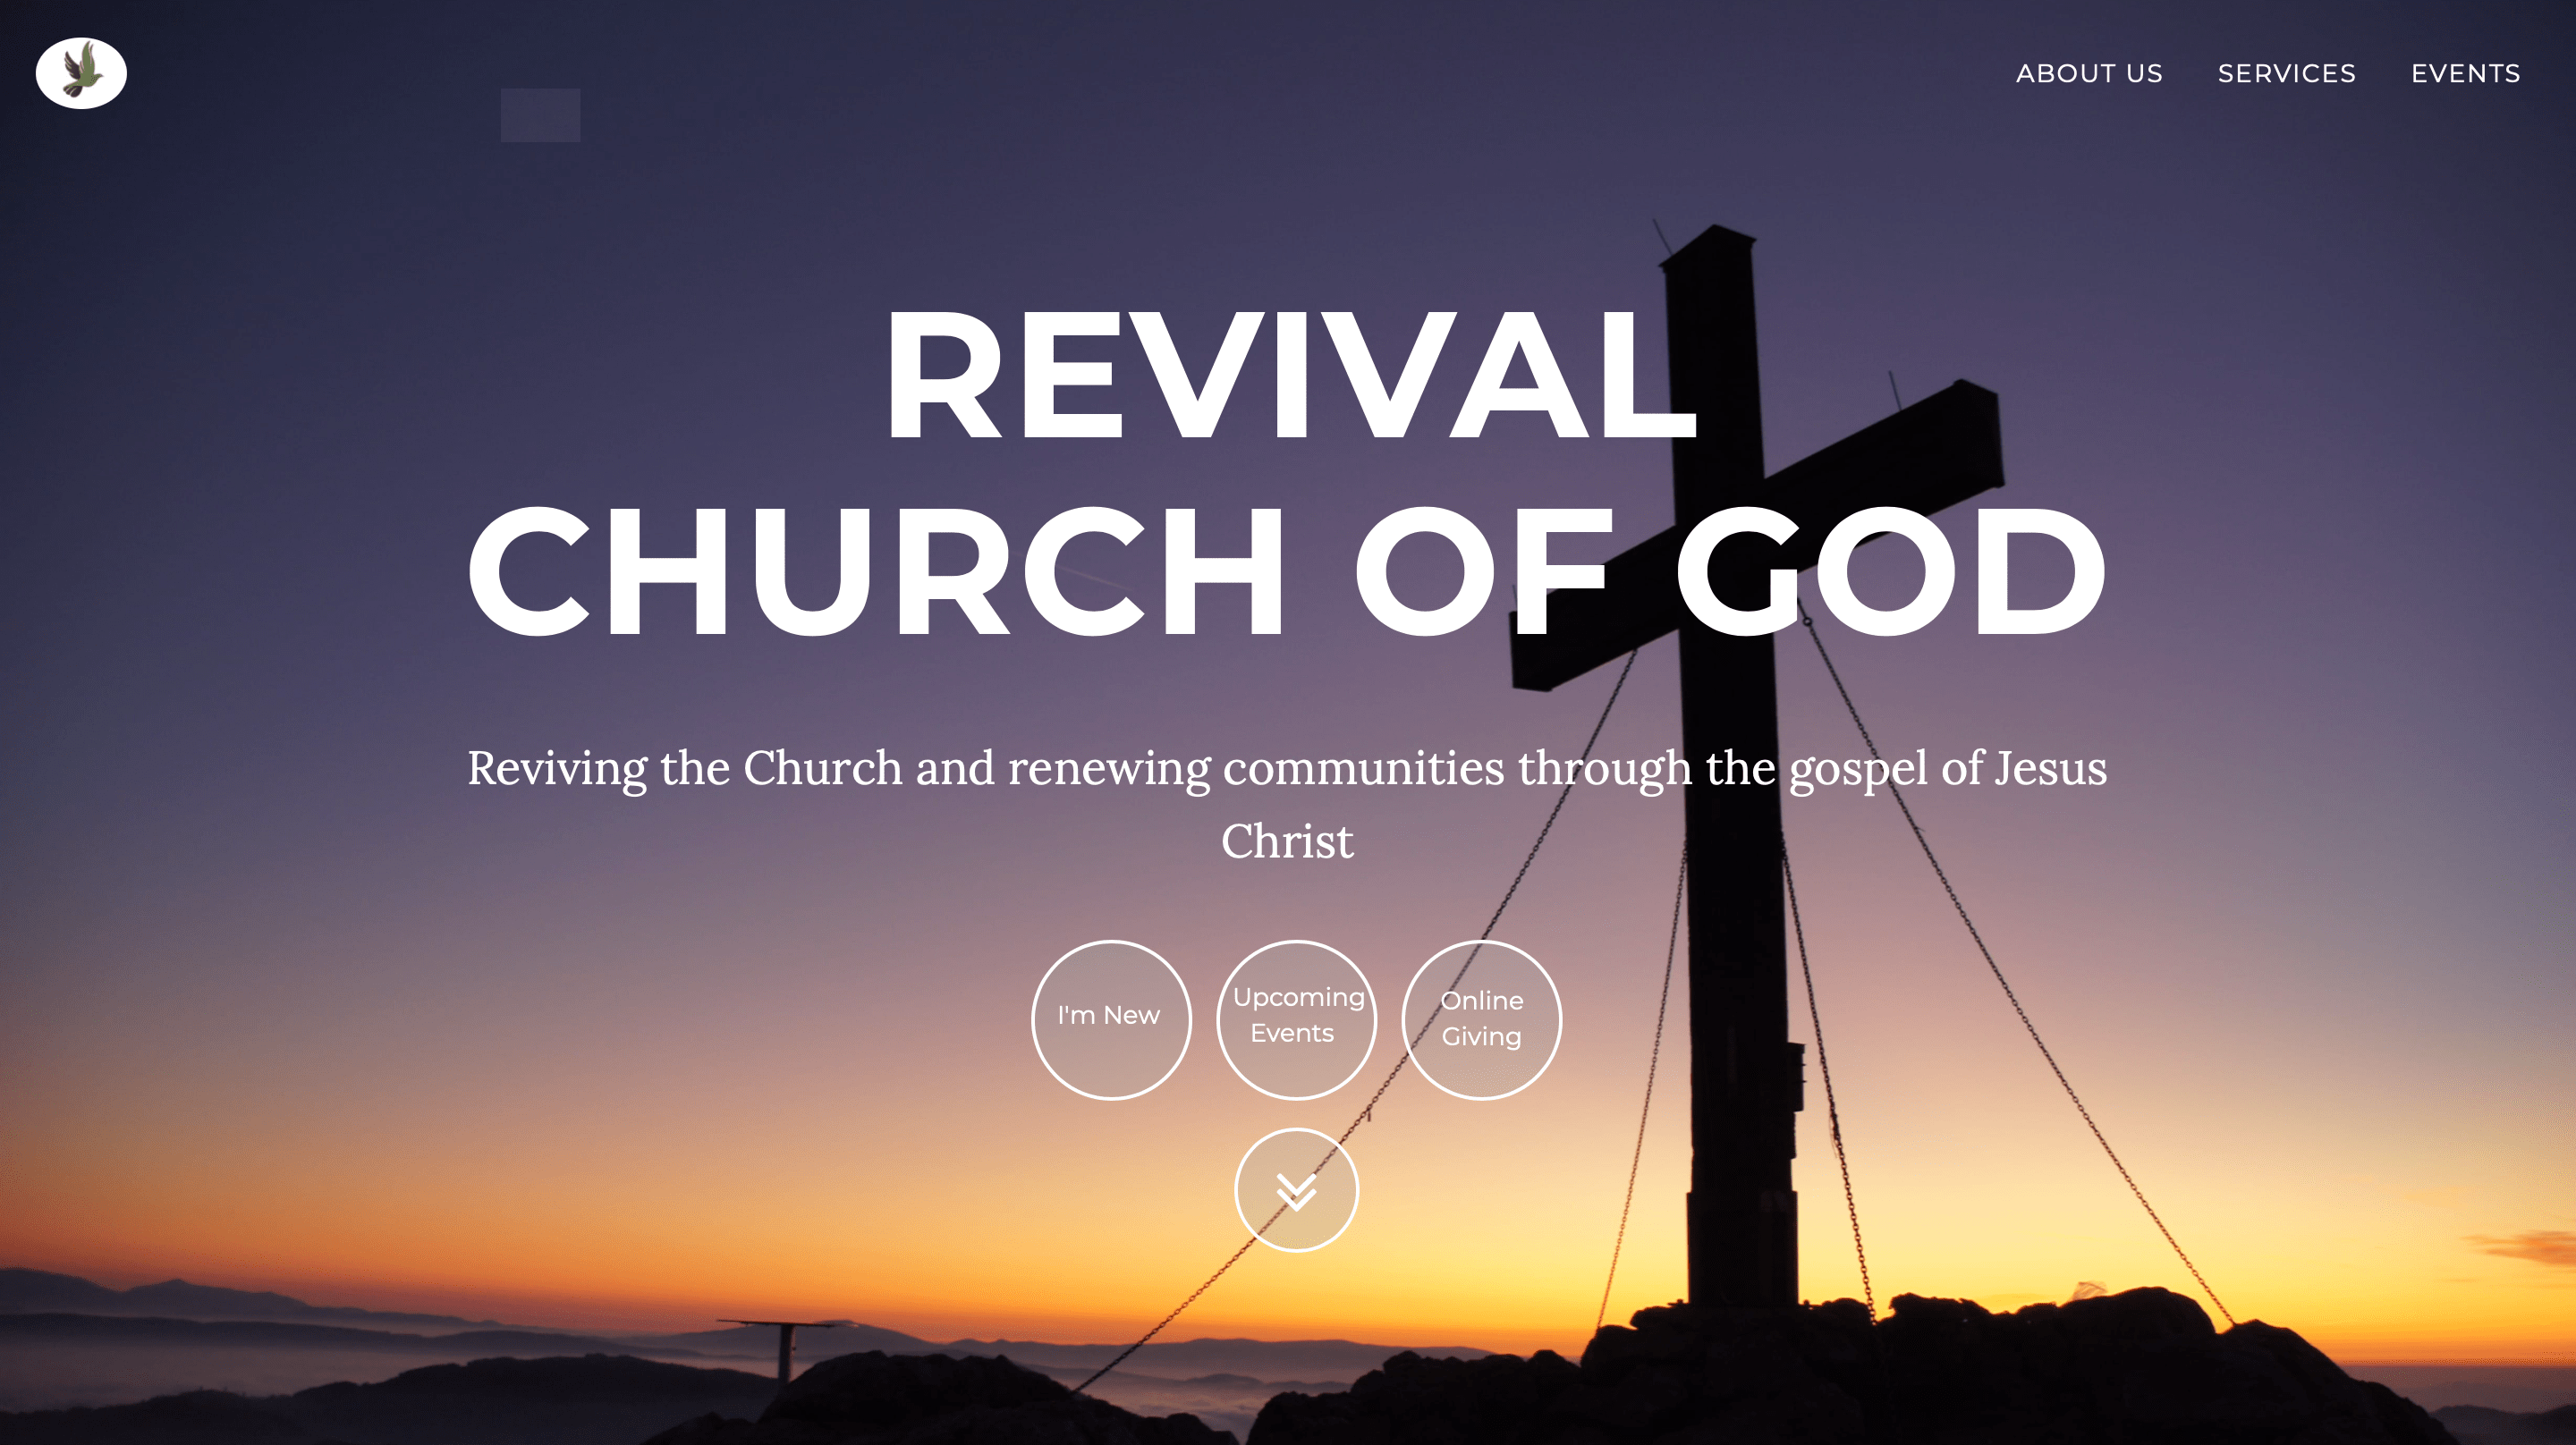 ABOUT US
SERVICES
EVENTS
REVIVAL
CHURCH OF GOD
Reviving the Church and renewing communities through the gospel of Jesus
Christ
I'm New
Upcoming
Events
Online
Giving